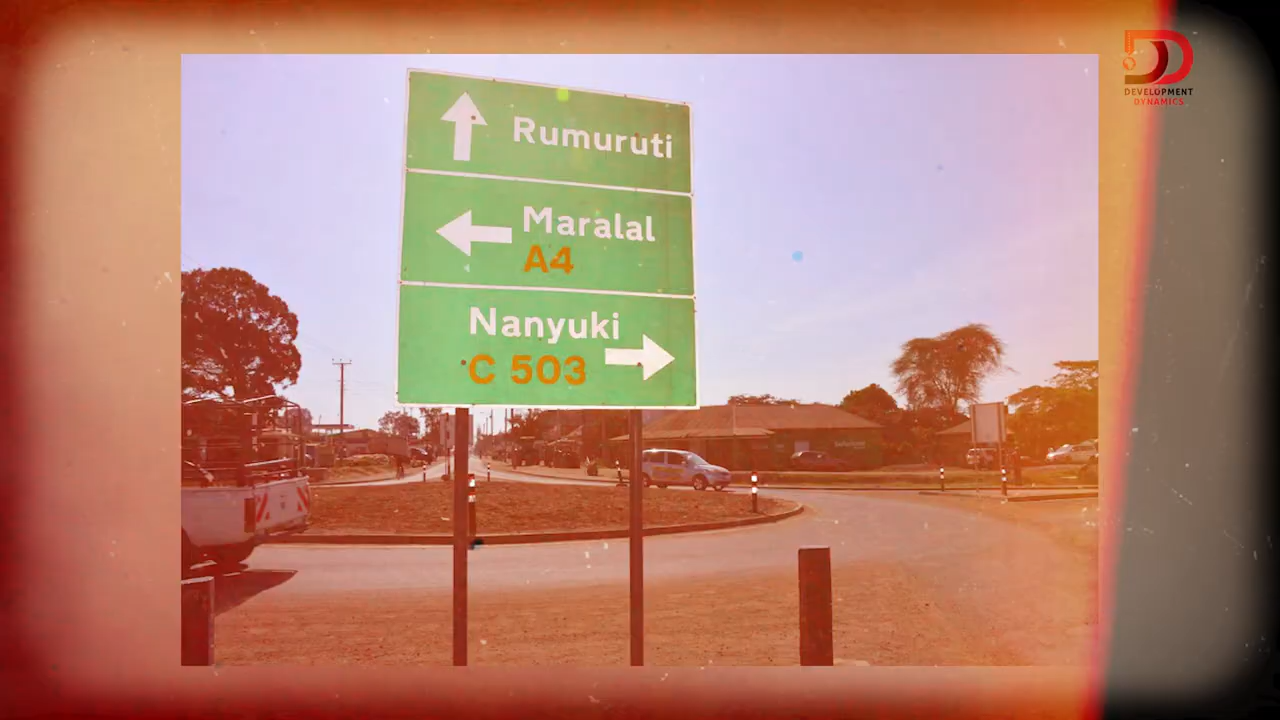 Rumuruti
Maralal
A4
Nanyuki
C 503
DEVELOPMENT
DYNAMICS